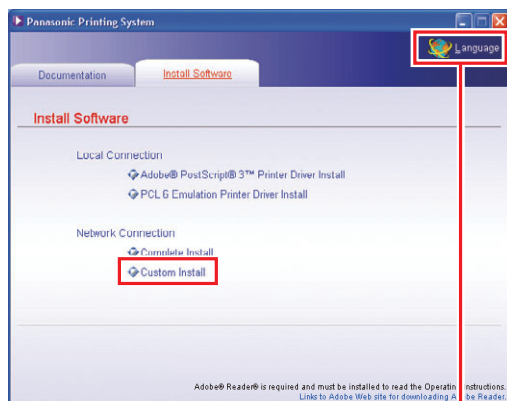 Panasonic Printing System
Language
Documentation
Install Software
Install Software
Local Connection
Adobe® PostScript® 3™ Printer Driver Install
PCL 6 Emulation Printer Driver Install
Network Connection
Complete Install
Custom Install
Adobe® Reader® is required and must be installed to read the Operating Instructions.
Links to Adobe Web site for downloading Adobe Reader.